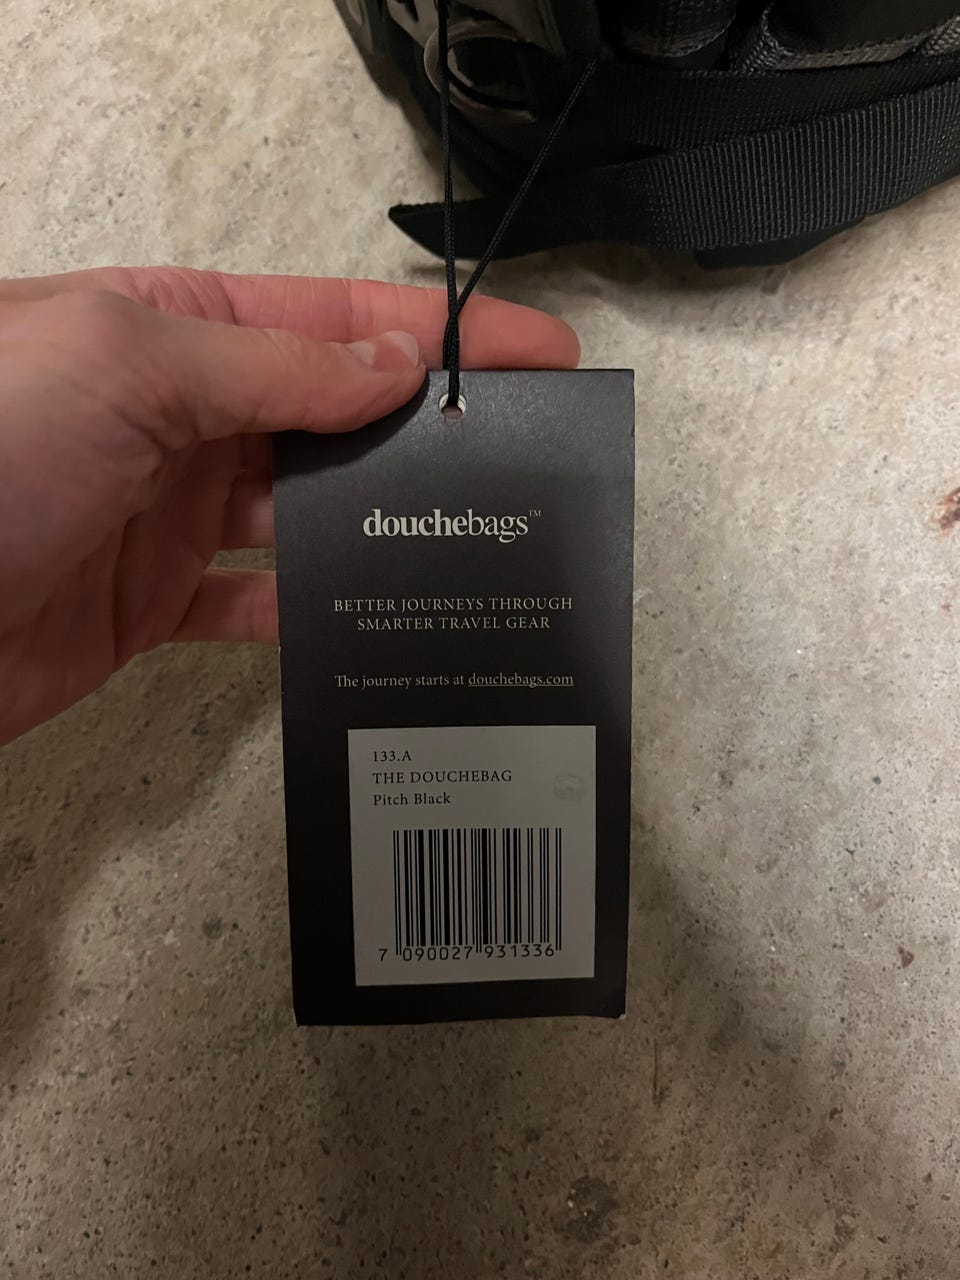 douchebags™
BETTER JOURNEYS THROUGH
SMARTER TRAVEL GEAR
The journey starts at douchebags.com
133.A
THE DOUCHEBAG
Pitch Black
7 090027 931336